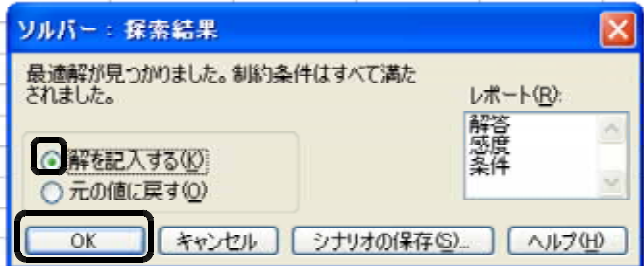 ソルバー： 探索結果
最適解が見つかりました。制約条件はすべて満た
されました。
レポート(R):
解答
感度
条件
解を記入する(K)
元の値に戻す(O)
OK
キャンセル
シナリオの保存(S)...
ヘルプ(H)